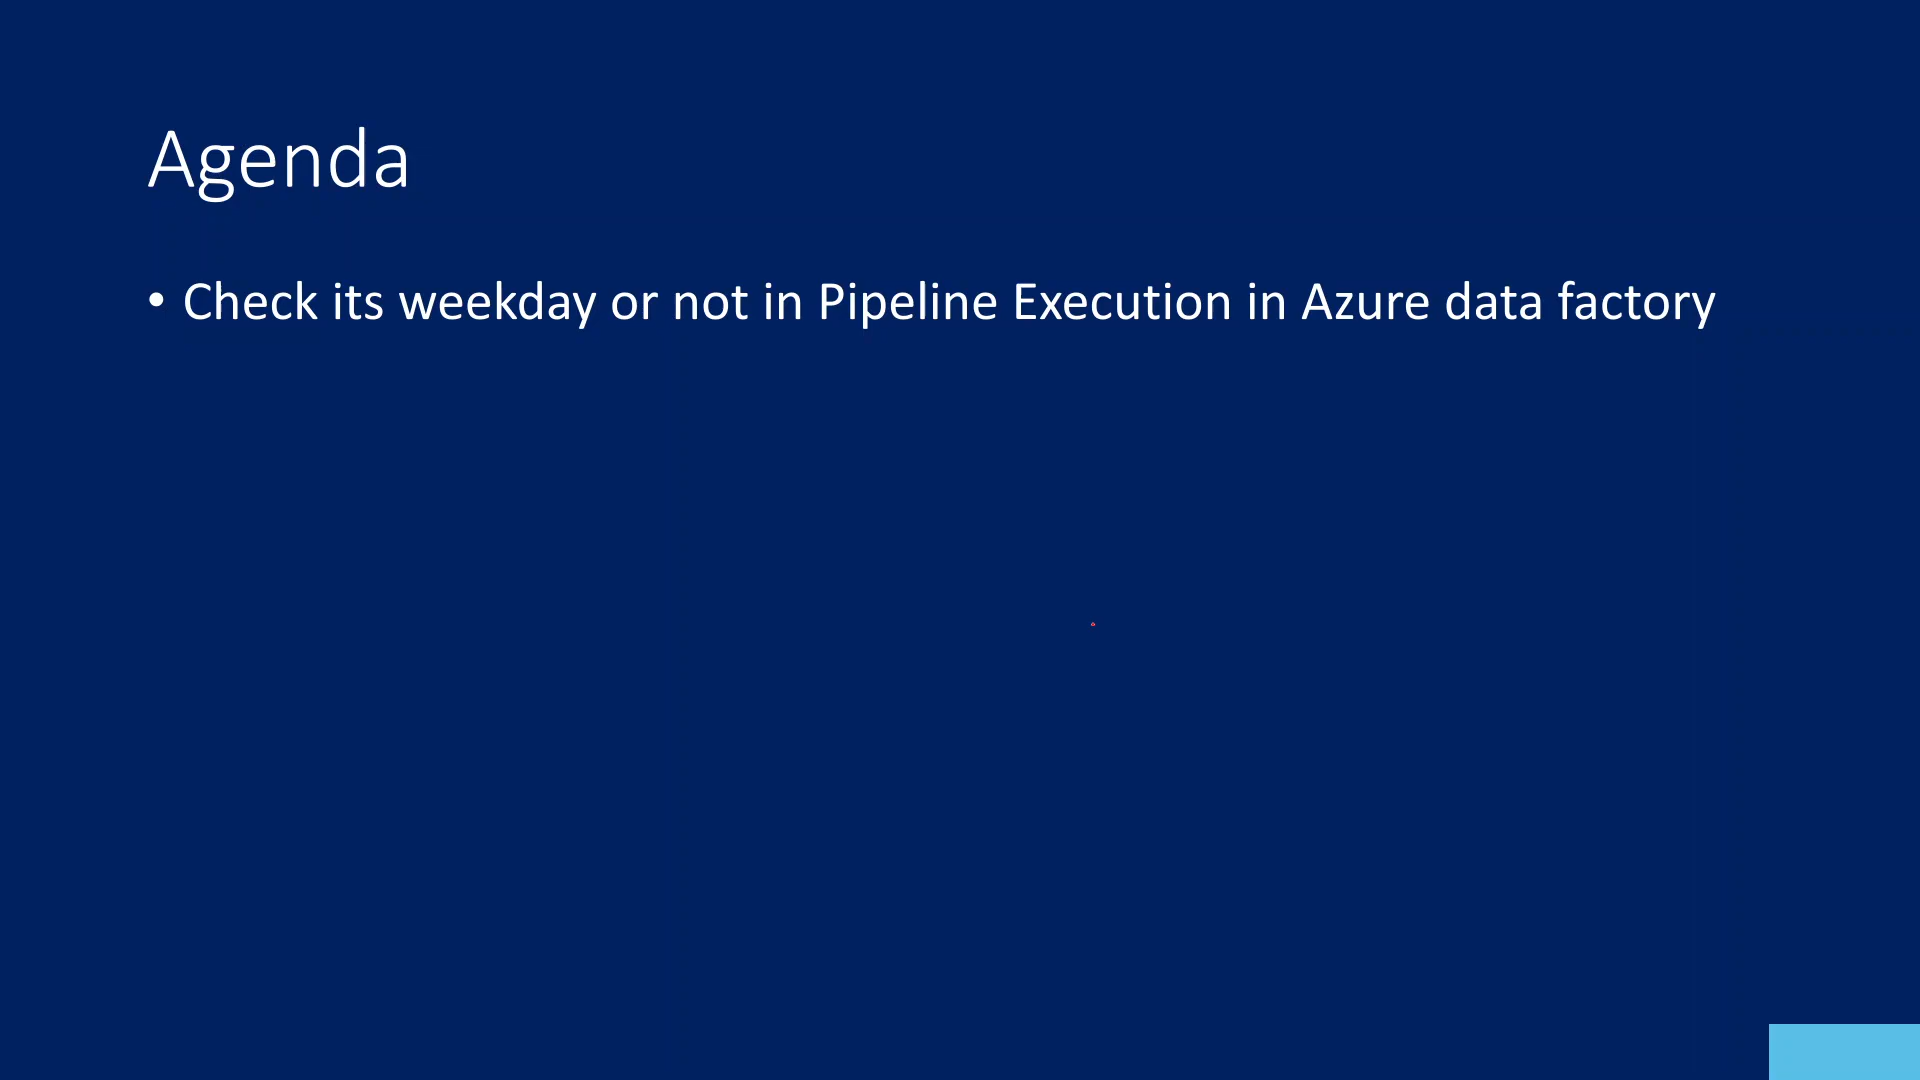 Agenda
• Check its weekday or not in Pipeline Execution in Azure data factory